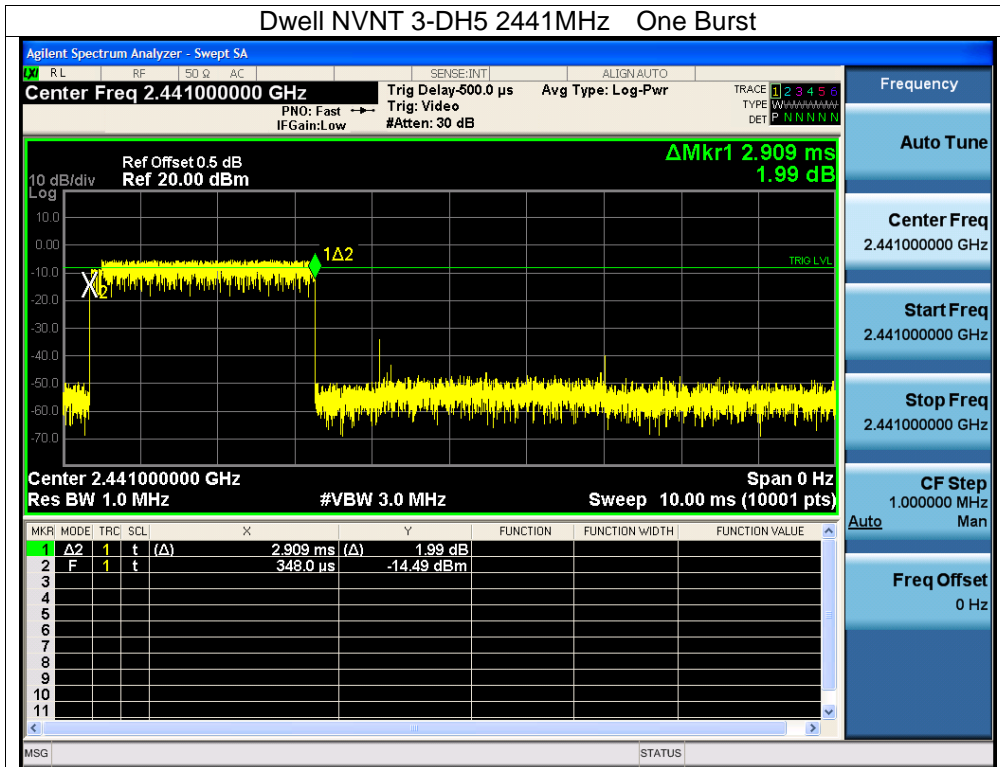 Dwell NVNT 3-DH5 2441MHz One Burst
Agilent Spectrum Analyzer - Swept SA
LXI RL RF 50 Ω AC SENSE:INT ALIGN AUTO
Center Freq 2.441000000 GHz
PNO: Fast
IFGain:Low
Trig Delay-500.0 µs
Trig: Video
#Atten: 30 dB
Avg Type: Log-Pwr
TRACE 1 2 3 4 5 6
TYPE WWWWWW
DET P N N N N N
Frequency
Auto Tune
Center Freq
2.441000000 GHz
Start Freq
2.441000000 GHz
Stop Freq
2.441000000 GHz
CF Step
1.000000 MHz
Auto Man
Freq Offset
0 Hz
ΔMkr1 2.909 ms
1.99 dB
Ref Offset 0.5 dB
10 dB/div Ref 20.00 dBm
Log
10.0
0.00
-10.0
-20.0
-30.0
-40.0
-50.0
-60.0
-70.0
1Δ2
TRIG LVL
2
Center 2.441000000 GHz Span 0 Hz
Res BW 1.0 MHz #VBW 3.0 MHz Sweep 10.00 ms (10001 pts)
MKR MODE TRC SCL X Y FUNCTION FUNCTION WIDTH FUNCTION VALUE
1 Δ2 1 t (Δ) 2.909 ms (Δ) 1.99 dB
2 F 1 t 348.0 µs -14.49 dBm
3
4
5
6
7
8
9
10
11
MSG STATUS